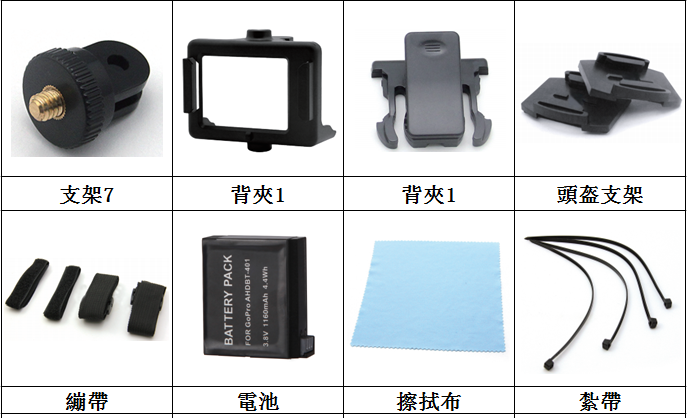 支架7
背夾1
背夾1
頭盔支架
BATTERY PACK
FOR GoPro AHDBT-401
3.8V 1160mAh 4.4Wh
繃帶
電池
擦拭布
紮帶